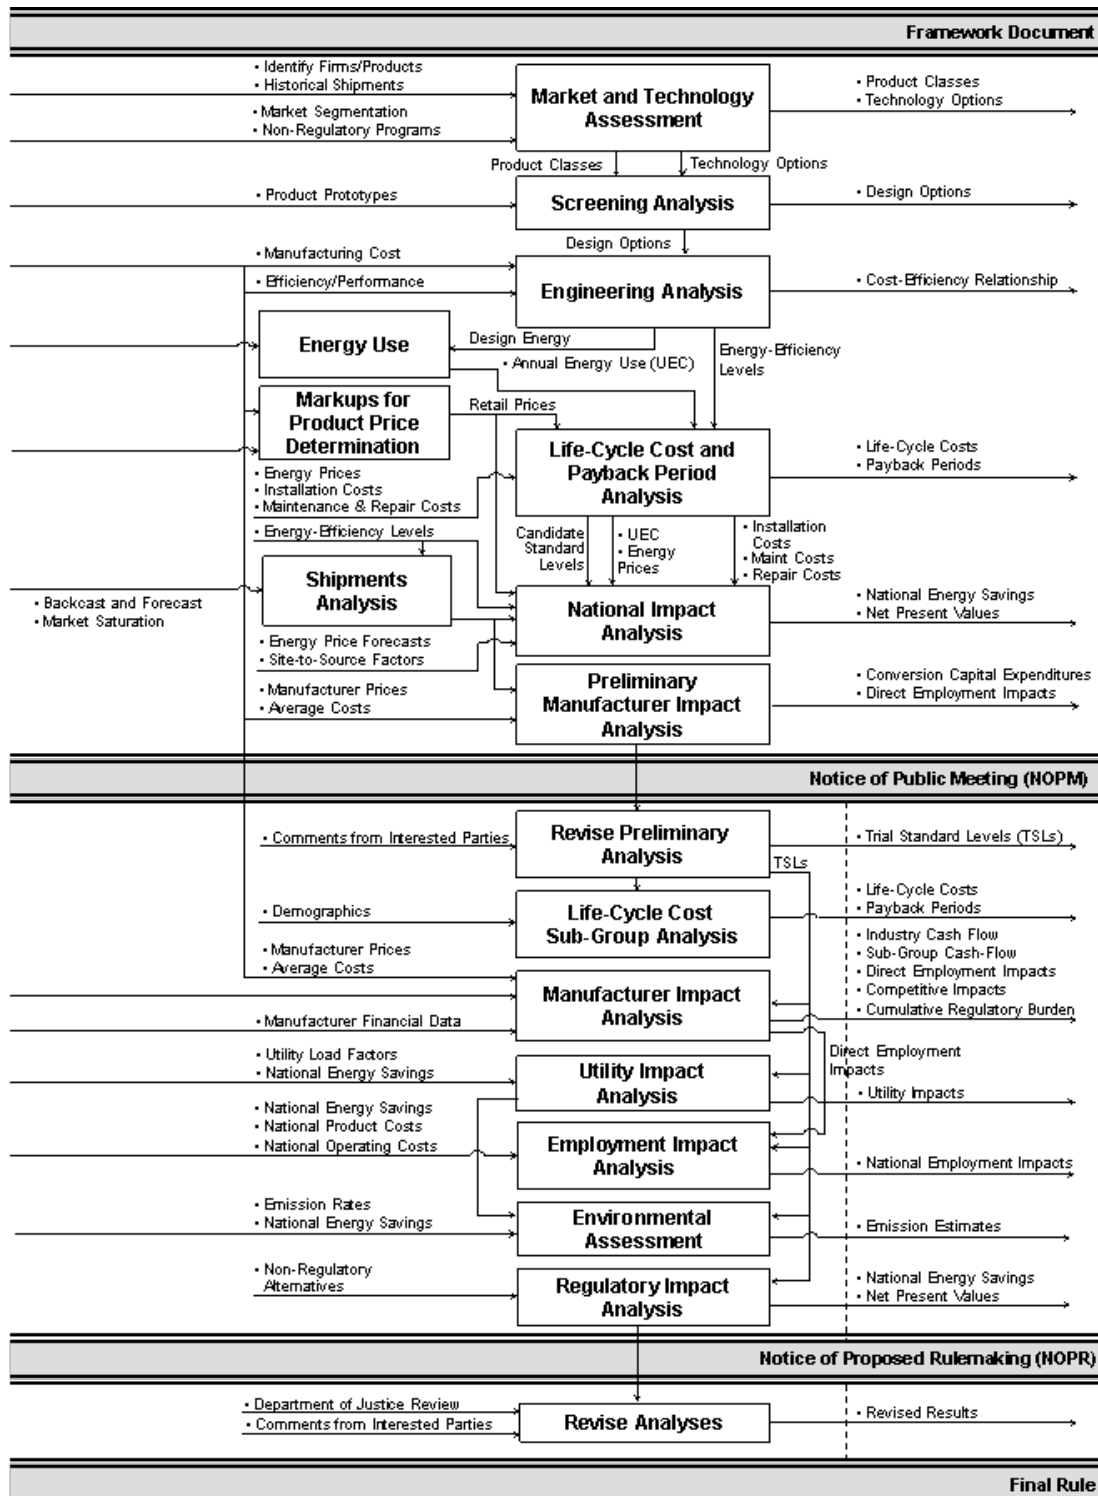 Framework Document
• Identify Firms/Products
• Historical Shipments
• Market Segmentation
• Non-Regulatory Programs
Market and Technology
Assessment
• Product Classes
• Technology Options
Product Classes
Technology Options
• Product Prototypes
Screening Analysis
• Design Options
Design Options
• Manufacturing Cost
• Efficiency/Performance
Engineering Analysis
• Cost-Efficiency Relationship
Energy Use
Design Energy
• Annual Energy Use (UEC)
Energy-Efficiency
Levels
Markups for
Product Price
Determination
Retail Prices
• Energy Prices
• Installation Costs
• Maintenance & Repair Costs
Life-Cycle Cost and
Payback Period
Analysis
• Life-Cycle Costs
• Payback Periods
• Energy-Efficiency Levels
Candidate
Standard
Levels
• UEC
• Energy
Prices
• Installation
Costs
• Maint Costs
• Repair Costs
Shipments
Analysis
• Backcast and Forecast
• Market Saturation
National Impact
Analysis
• National Energy Savings
• Net Present Values
• Energy Price Forecasts
• Site-to-Source Factors
• Manufacturer Prices
• Average Costs
Preliminary
Manufacturer Impact
Analysis
• Conversion Capital Expenditures
• Direct Employment Impacts
Notice of Public Meeting (NOPM)
• Comments from Interested Parties
Revise Preliminary
Analysis
• Trial Standard Levels (TSLs)
TSLs
• Demographics
Life-Cycle Cost
Sub-Group Analysis
• Life-Cycle Costs
• Payback Periods
• Manufacturer Prices
• Average Costs
• Manufacturer Financial Data
Manufacturer Impact
Analysis
• Industry Cash Flow
• Sub-Group Cash-Flow
• Direct Employment Impacts
• Competitive Impacts
• Cumulative Regulatory Burden
Direct Employment
Impacts
• Utility Load Factors
• National Energy Savings
Utility Impact
Analysis
• Utility Impacts
• National Energy Savings
• National Product Costs
• National Operating Costs
Employment Impact
Analysis
• National Employment Impacts
• Emission Rates
• National Energy Savings
Environmental
Assessment
• Emission Estimates
• Non-Regulatory
Alternatives
Regulatory Impact
Analysis
• National Energy Savings
• Net Present Values
Notice of Proposed Rulemaking (NOPR)
• Department of Justice Review
• Comments from Interested Parties
Revise Analyses
• Revised Results
Final Rule